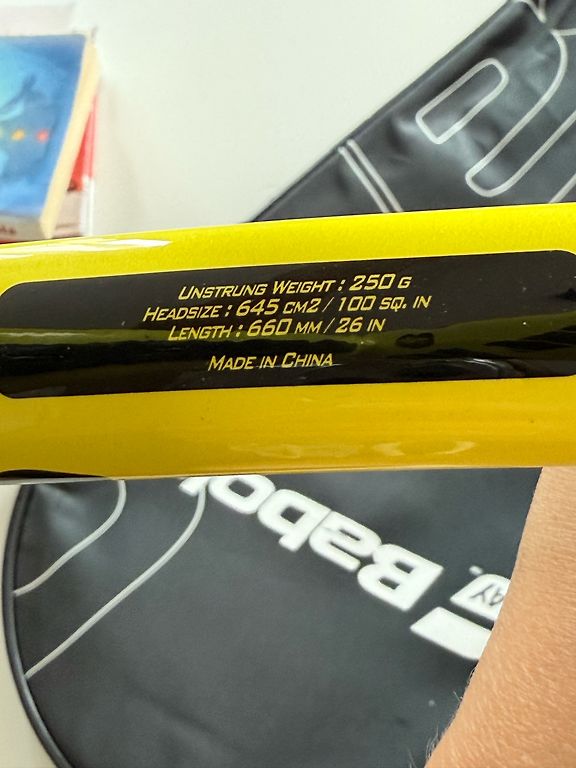 Unstrung Weight : 250 g
Headsize : 645 cm2 / 100 sq. in
Length : 660 mm / 26 in
Made in China
Babol